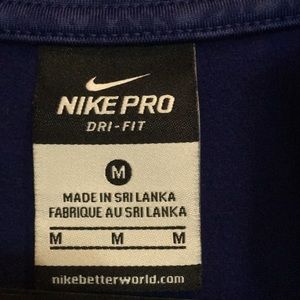 NIKE PRO
DRI-FIT
M
MADE IN SRI LANKA
FABRIQUE AU SRI LANKA
M M M
nikebetterworld.com